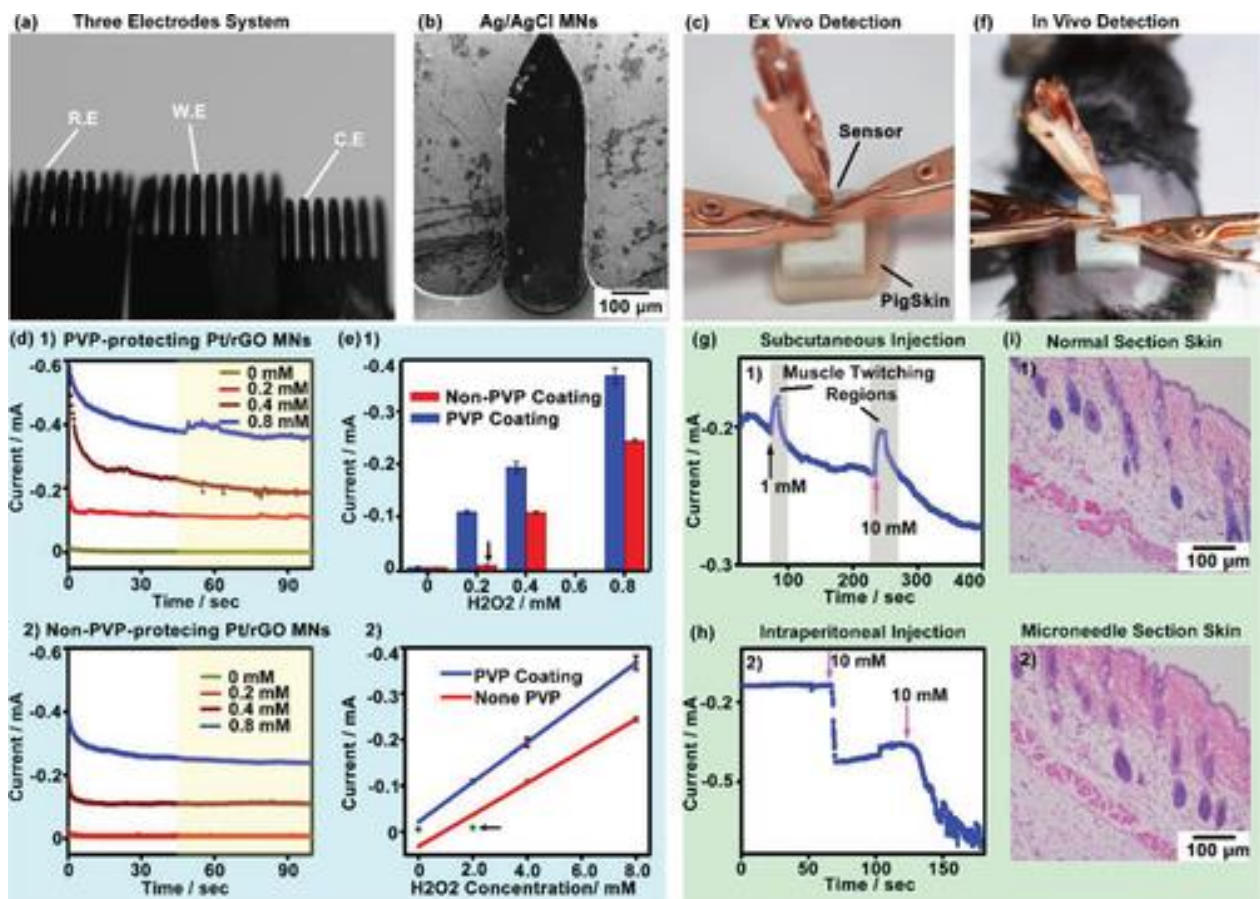 (a) Three Electrodes System
R.E
W.E
C.E
(b) Ag/AgCl MNs
100 μm
(c) Ex Vivo Detection
Sensor
PigSkin
(f) In Vivo Detection
(d) 1) PVP-protecting Pt/rGO MNs
-0.6
-0.4
-0.2
0
Current / mA
0 mM
0.2 mM
0.4 mM
0.8 mM
0 30 60 90
Time / sec
2) Non-PVP-protecing Pt/rGO MNs
-0.6
-0.4
-0.2
0
Current / mA
0 mM
0.2 mM
0.4 mM
0.8 mM
0 30 60 90
Time / sec
(e) 1)
-0.4
-0.3
-0.2
-0.1
0
Current / mA
Non-PVP Coating
PVP Coating
0 0.2 0.4 0.6 0.8
H2O2 / mM
2)
-0.4
-0.3
-0.2
-0.1
0
Current / mA
PVP Coating
None PVP
0 2.0 4.0 6.0 8.0
H2O2 Concentration/ mM
(g) Subcutaneous Injection
1) Muscle Twitching
Regions
-0.2
-0.3
Current / mA
1 mM
10 mM
0 100 200 300 400
Time / sec
(h) Intraperitoneal Injection
2) 10 mM
10 mM
-0.2
-0.5
Current / mA
0 50 100 150
Time / sec
(i) Normal Section Skin
1)
100 μm
Microneedle Section Skin
2)
100 μm